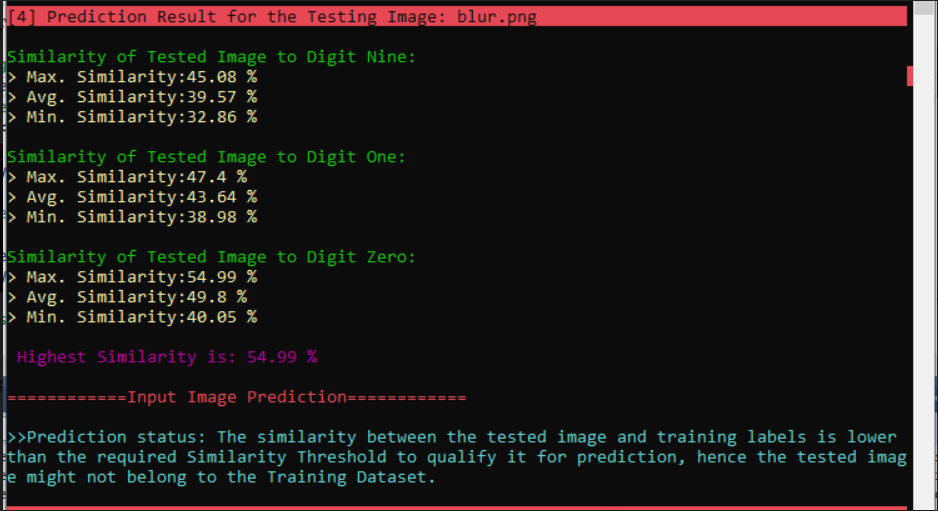 [4] Prediction Result for the Testing Image: blur.png
Similarity of Tested Image to Digit Nine:
> Max. Similarity:45.08 %
> Avg. Similarity:39.57 %
> Min. Similarity:32.86 %
Similarity of Tested Image to Digit One:
> Max. Similarity:47.4 %
> Avg. Similarity:43.64 %
> Min. Similarity:38.98 %
Similarity of Tested Image to Digit Zero:
> Max. Similarity:54.99 %
> Avg. Similarity:49.8 %
> Min. Similarity:40.05 %
Highest Similarity is: 54.99 %
============Input Image Prediction============
>>Prediction status: The similarity between the tested image and training labels is lower
than the required Similarity Threshold to qualify it for prediction, hence the tested imag
e might not belong to the Training Dataset.